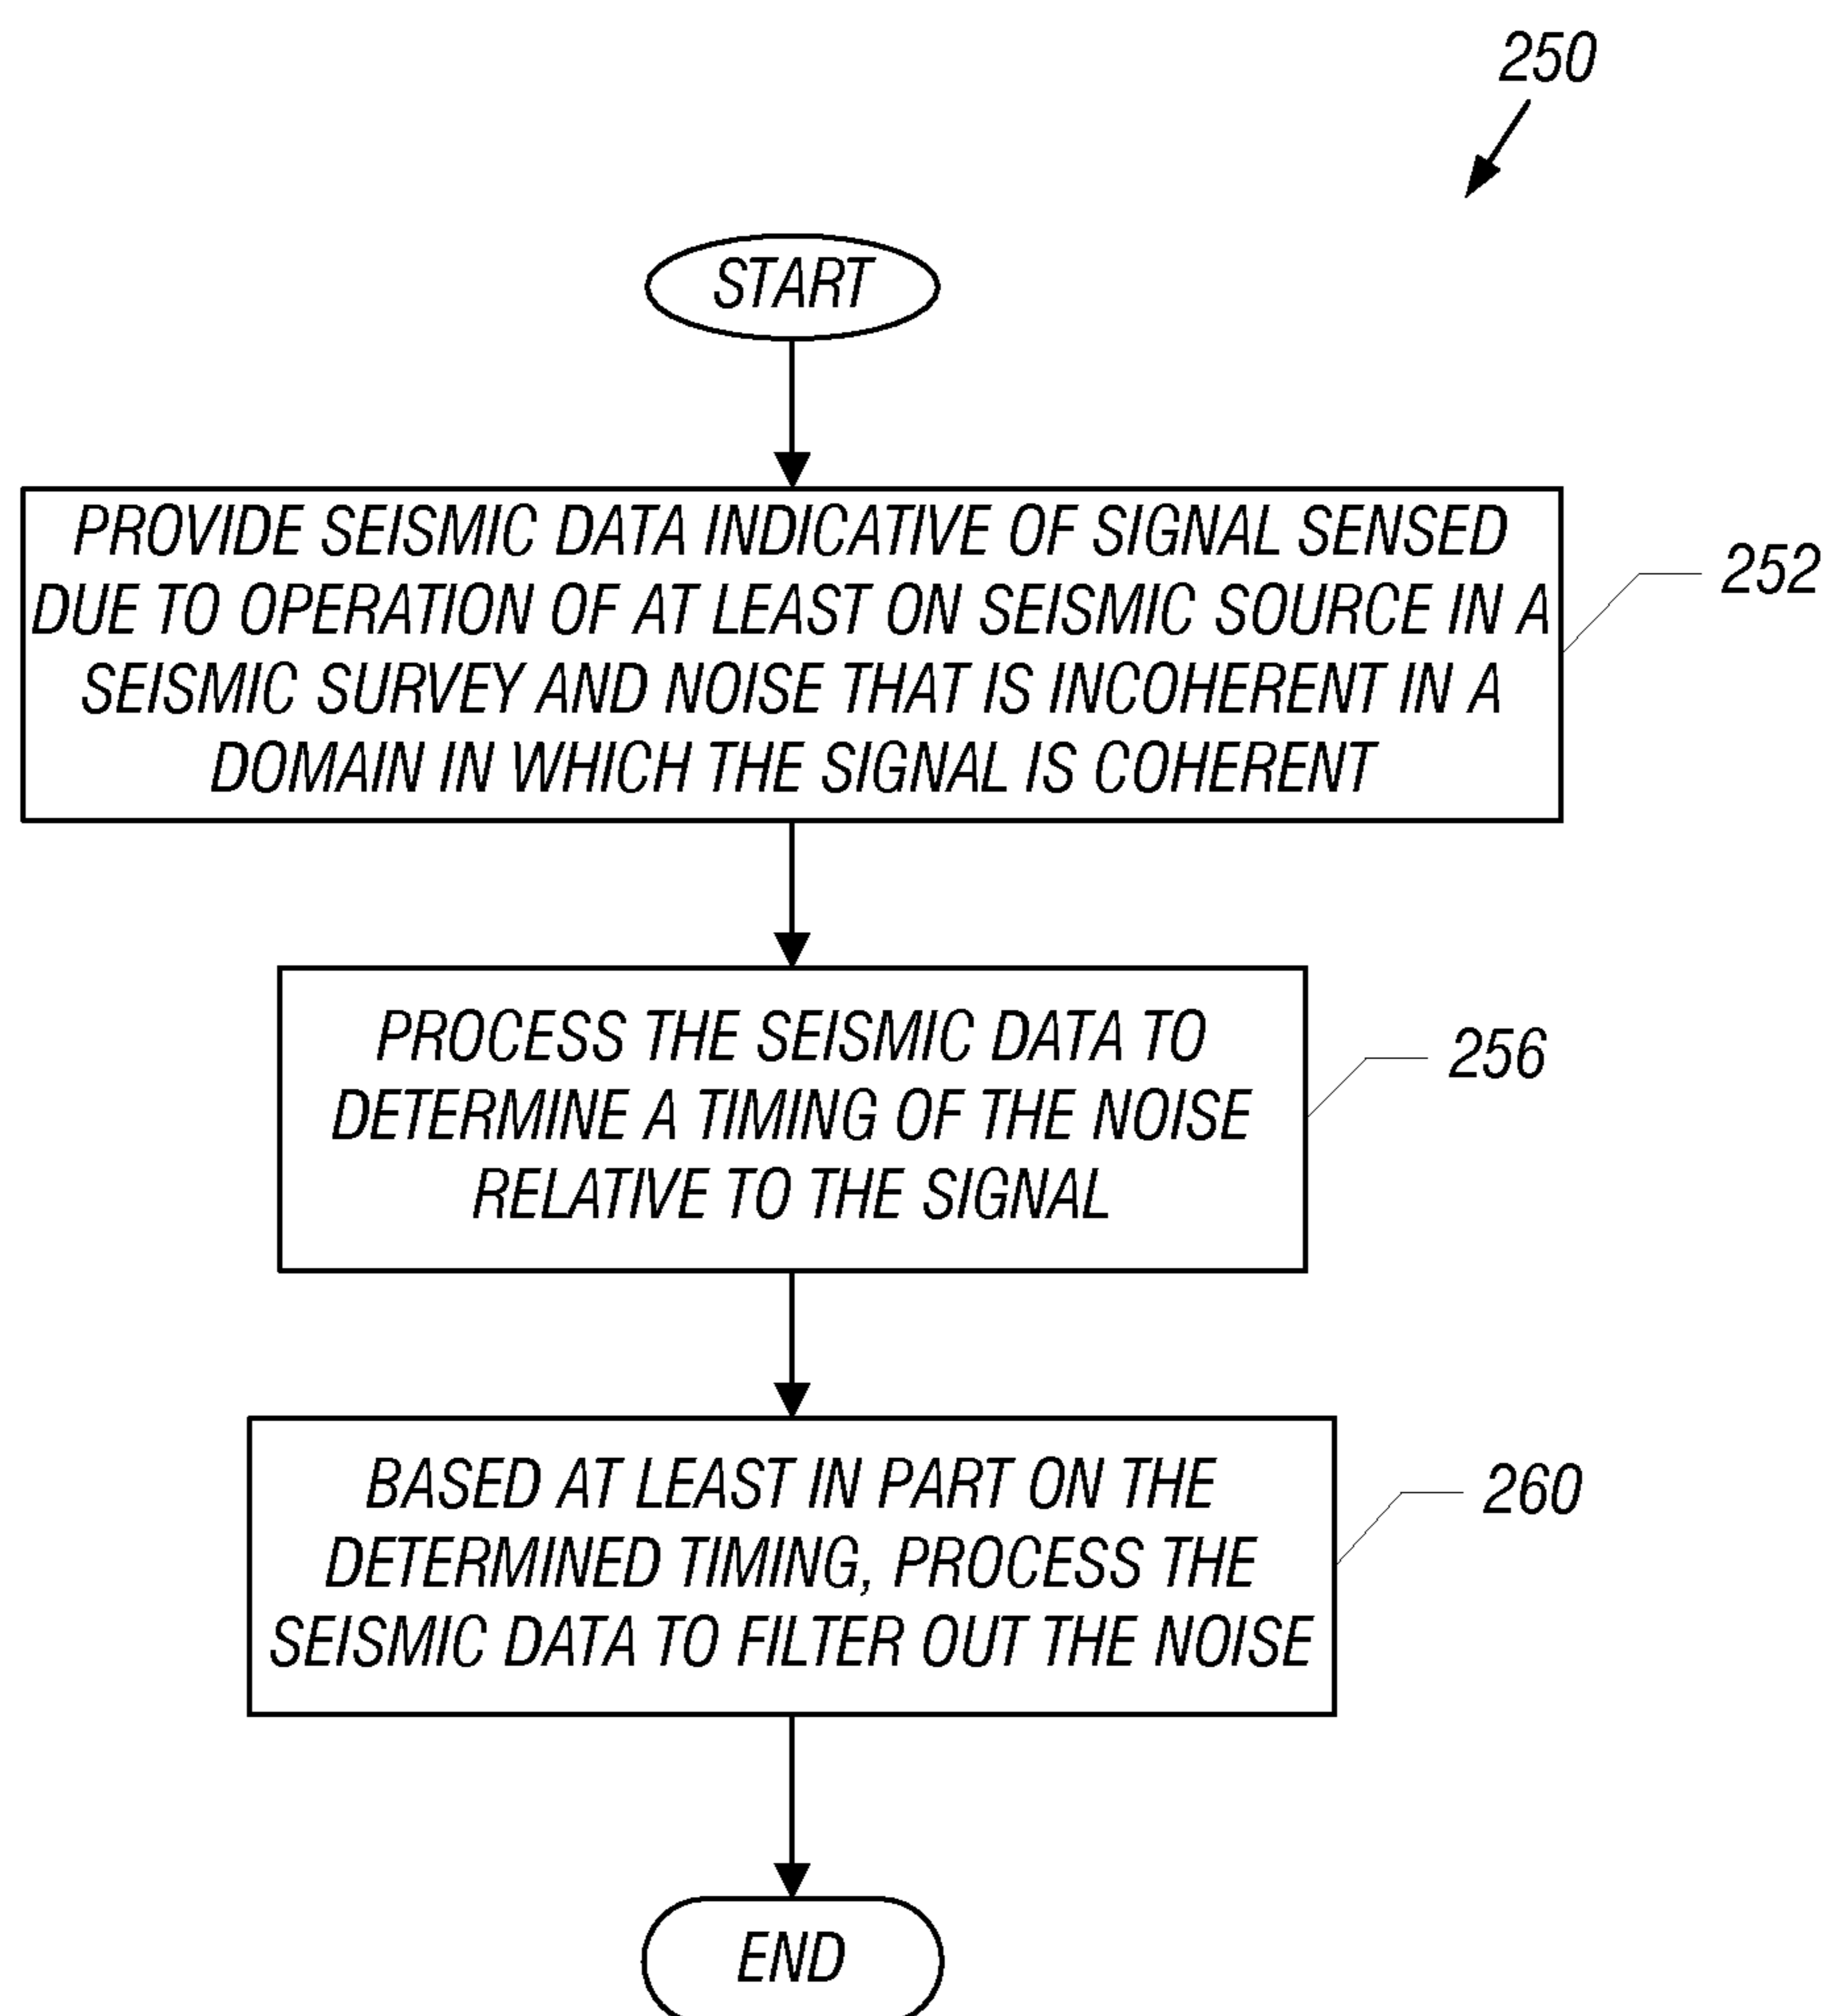 250
START
PROVIDE SEISMIC DATA INDICATIVE OF SIGNAL SENSED
DUE TO OPERATION OF AT LEAST ON SEISMIC SOURCE IN A
SEISMIC SURVEY AND NOISE THAT IS INCOHERENT IN A
DOMAIN IN WHICH THE SIGNAL IS COHERENT
252
PROCESS THE SEISMIC DATA TO
DETERMINE A TIMING OF THE NOISE
RELATIVE TO THE SIGNAL
256
BASED AT LEAST IN PART ON THE
DETERMINED TIMING, PROCESS THE
SEISMIC DATA TO FILTER OUT THE NOISE
260
END